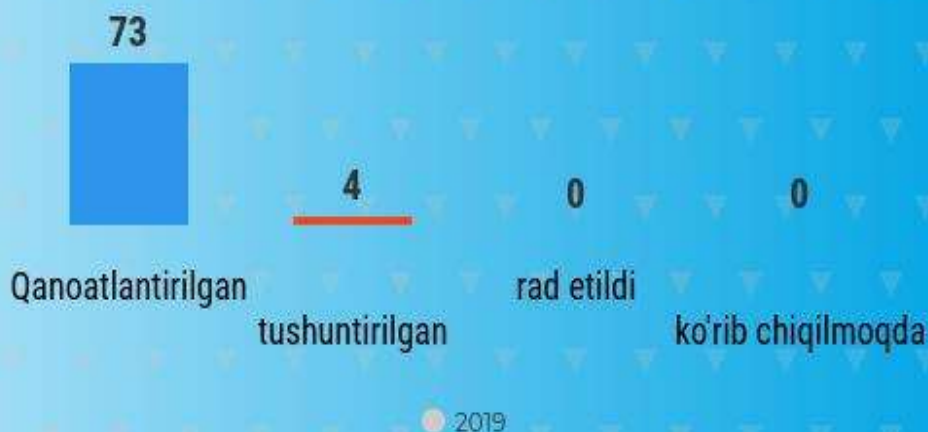 73
4
0
0
Qanoatlantirilgan
tushuntirilgan
rad etildi
ko'rib chiqilmoqda
2019